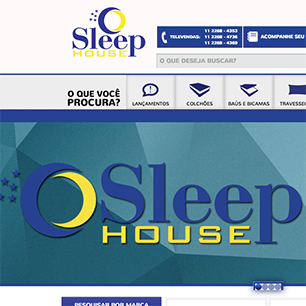 Sleep
HOUSE
TELEVENDAS:
11 2268 - 4353
11 2268 - 4736
11 2268 - 4369
ACOMPANHE SEU
O QUE DESEJA BUSCAR?
O QUE VOCÊ
PROCURA?
LANÇAMENTOS
COLCHÕES
BAÚS E BICAMAS
TRAVESSE
Sleep
HOUSE
PESQUISAR POR MARCA